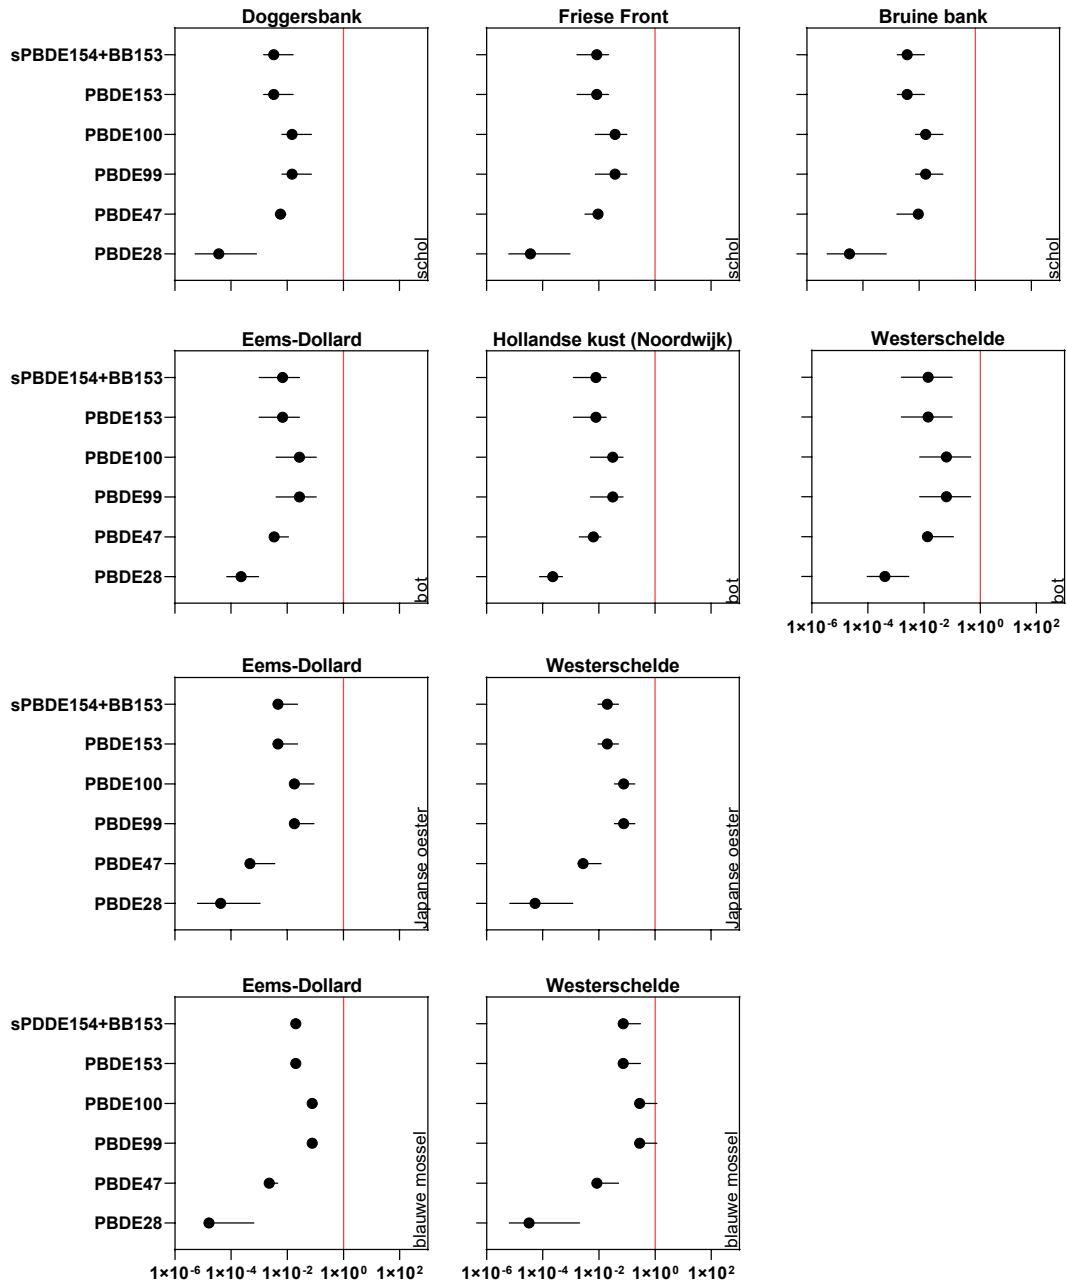 Doggersbank
Friese Front
Bruine bank
sPBDE154+BB153
PBDE153
PBDE100
PBDE99
PBDE47
PBDE28
schol
schol
schol
Eems-Dollard
Hollandse kust (Noordwijk)
Westerschelde
sPBDE154+BB153
PBDE153
PBDE100
PBDE99
PBDE47
PBDE28
bot
bot
bot
1×10⁻⁶ 1×10⁻⁴ 1×10⁻² 1×10⁰ 1×10²
Eems-Dollard
Westerschelde
sPBDE154+BB153
PBDE153
PBDE100
PBDE99
PBDE47
PBDE28
Japanse oester
Japanse oester
Eems-Dollard
Westerschelde
sPDDE154+BB153
PBDE153
PBDE100
PBDE99
PBDE47
PBDE28
blauwe mossel
blauwe mossel
1×10⁻⁶ 1×10⁻⁴ 1×10⁻² 1×10⁰ 1×10²
1×10⁻⁶ 1×10⁻⁴ 1×10⁻² 1×10⁰ 1×10²